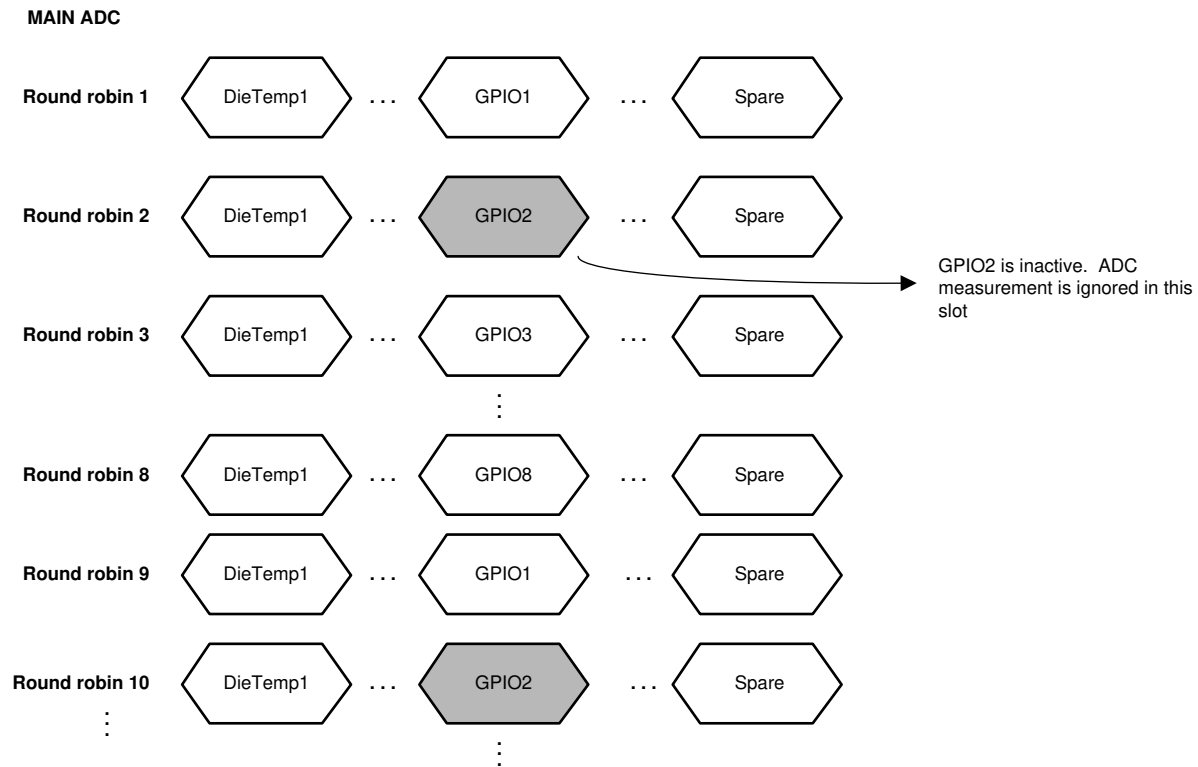 MAIN ADC
Round robin 1 DieTemp1 ... GPIO1 ... Spare
Round robin 2 DieTemp1 ... GPIO2 ... Spare
GPIO2 is inactive. ADC
measurement is ignored in this
slot
Round robin 3 DieTemp1 ... GPIO3 ... Spare
Round robin 8 DieTemp1 ... GPIO8 ... Spare
Round robin 9 DieTemp1 ... GPIO1 ... Spare
Round robin 10 DieTemp1 ... GPIO2 ... Spare